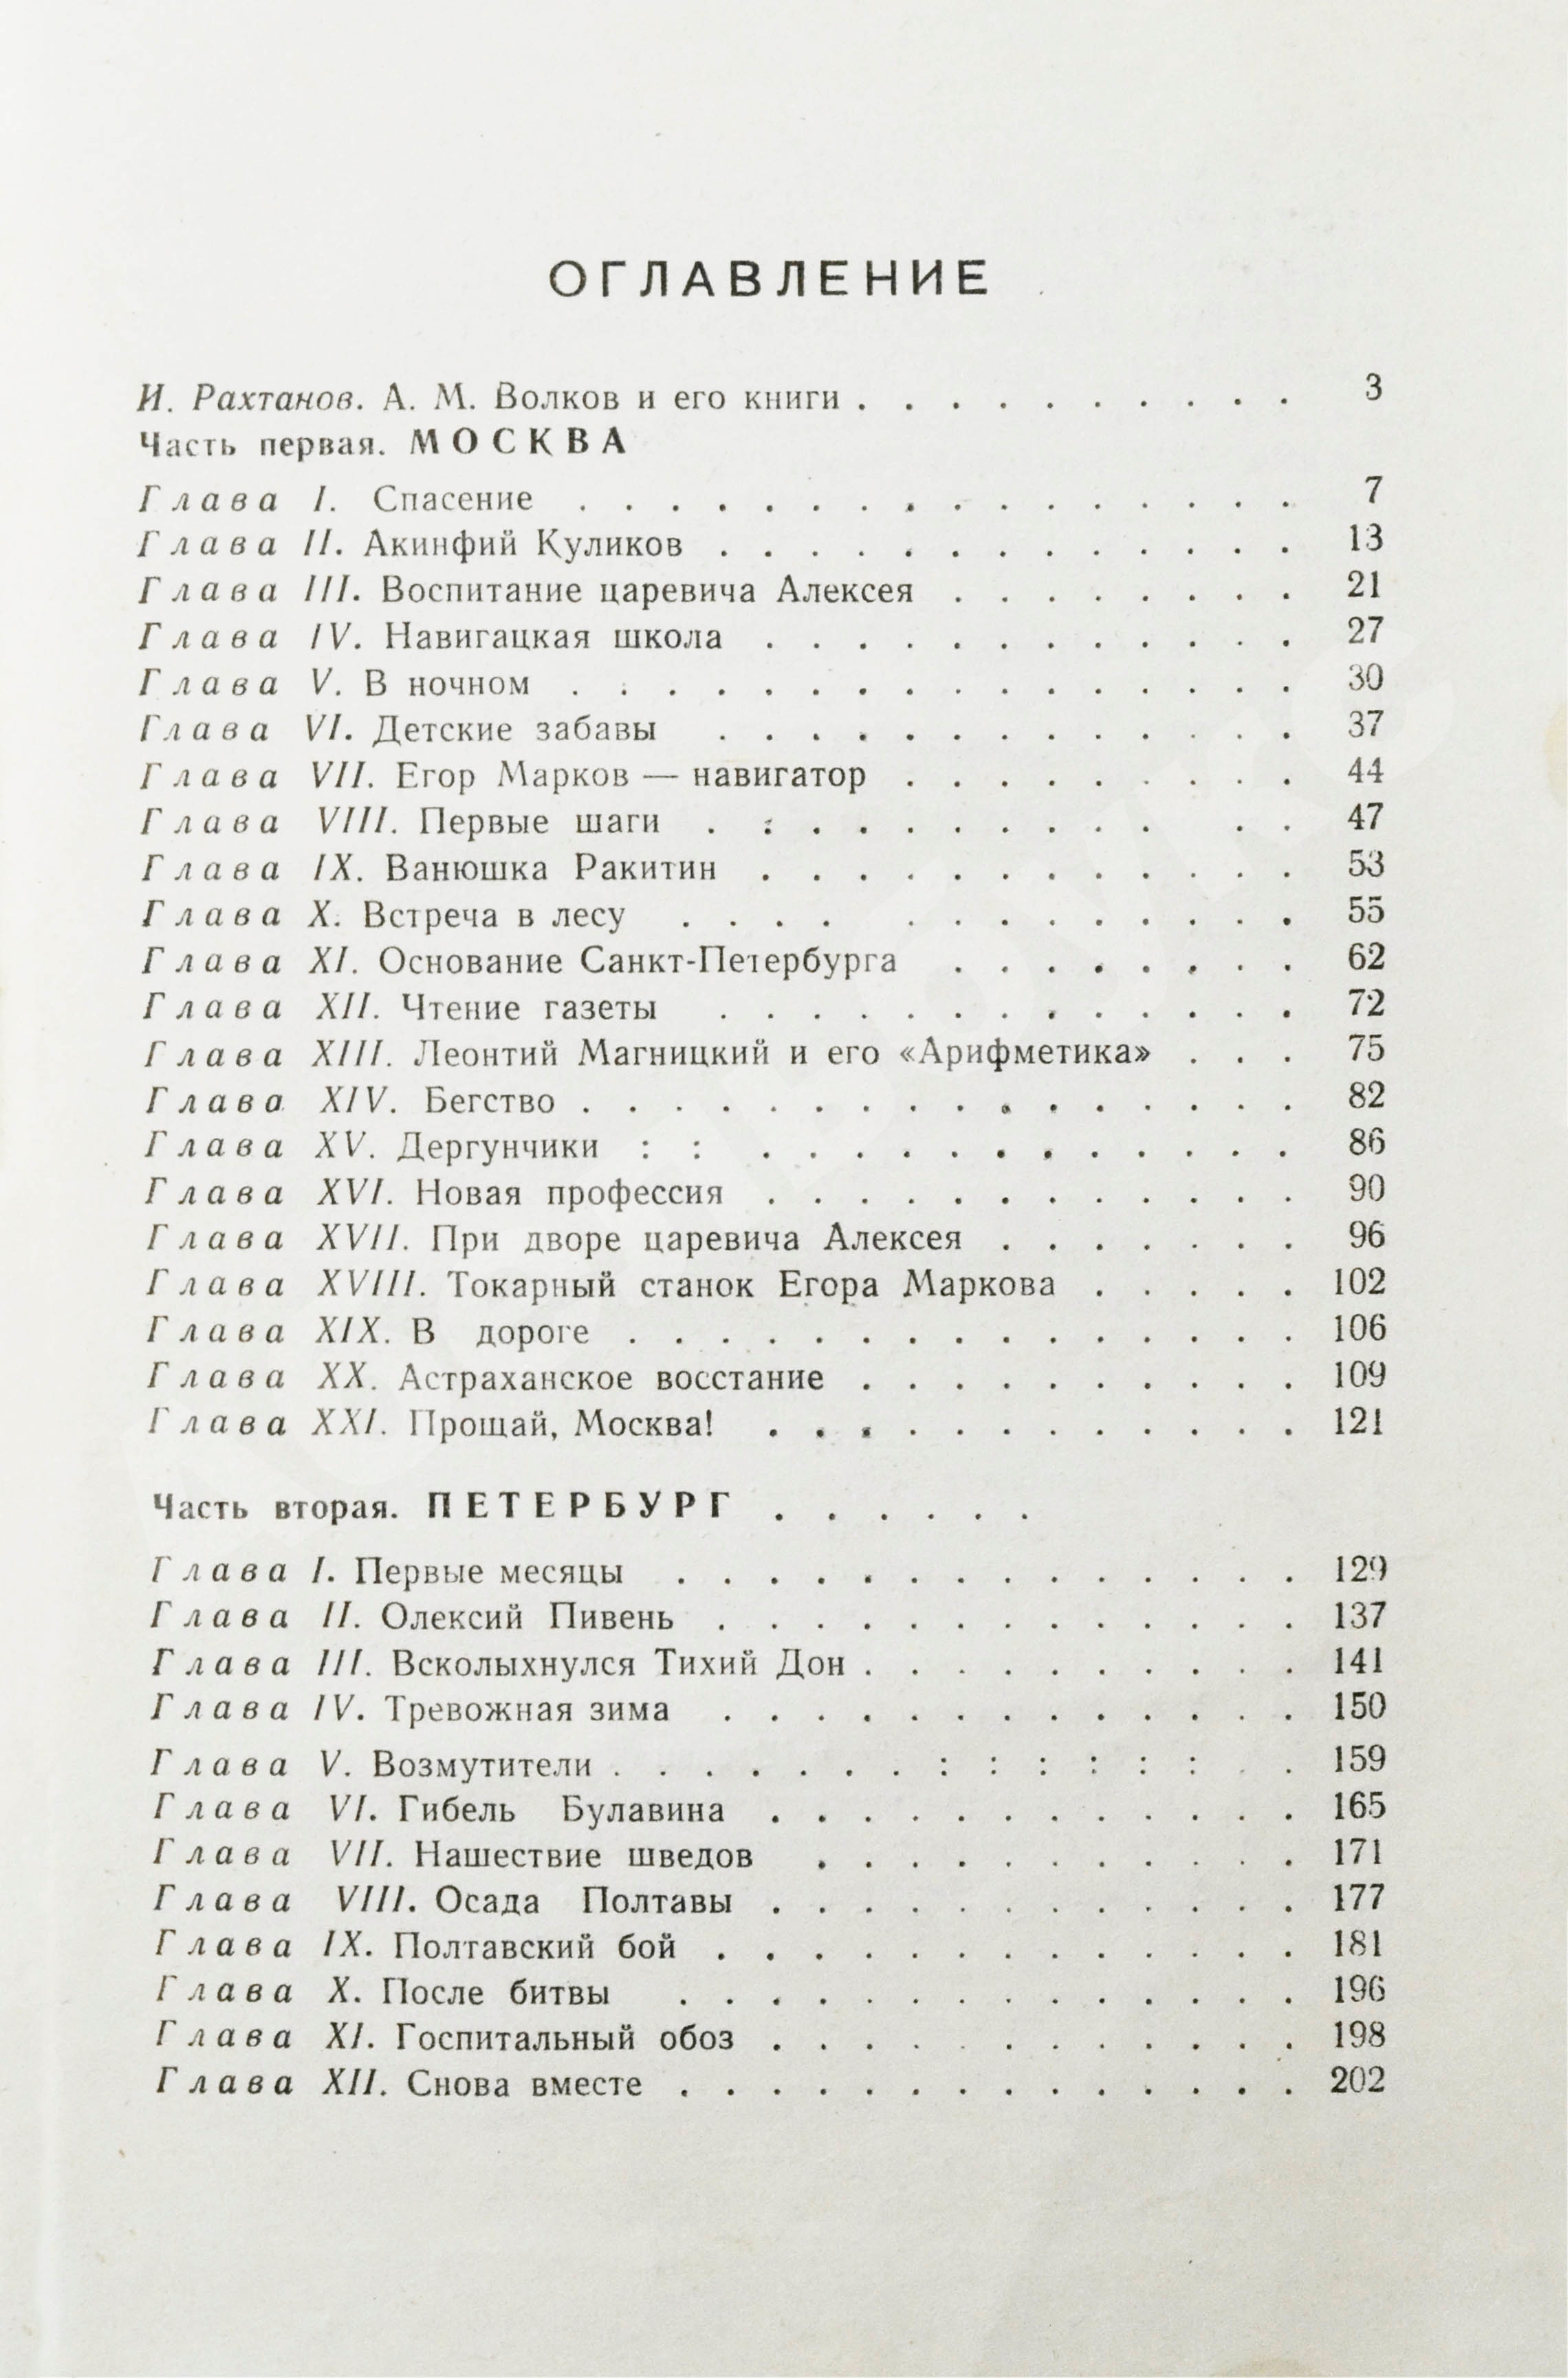 ОГЛАВЛЕНИЕ
И. Рахтанов. А. М. Волков и его книги . . . . . . . . . . 3
Часть первая. МОСКВА
Глава I. Спасение . . . . . . . . . . . . . . . . 7
Глава II. Акинфий Куликов . . . . . . . . . . . . . 13
Глава III. Воспитание царевича Алексея . . . . . . . . 21
Глава IV. Навигацкая школа . . . . . . . . . . . . 27
Глава V. В ночном . . . . . . . . . . . . . . . . 30
Глава VI. Детские забавы . . . . . . . . . . . . . 37
Глава VII. Егор Марков — навигатор . . . . . . . . . 44
Глава VIII. Первые шаги . : . . . . . . . . . . 47
Глава IX. Ванюшка Ракитин . . . . . . . . . . . . 53
Глава X. Встреча в лесу . . . . . . . . . . . . . 55
Глава XI. Основание Санкт-Петербурга . . . . . . . . 62
Глава XII. Чтение газеты . . . . . . . . . . . . . 72
Глава XIII. Леонтий Магницкий и его «Арифметика» . . . 75
Глава XIV. Бегство . . . . . . . . . . . . . . . . 82
Глава XV. Дергунчики : : . . . . . . . . . . . . 86
Глава XVI. Новая профессия . . . . . . . . . . . . 90
Глава XVII. При дворе царевича Алексея . . . . . . . 96
Глава XVIII. Токарный станок Егора Маркова . . . . . 102
Глава XIX. В дороге . . . . . . . . . . . . . . . 106
Глава XX. Астраханское восстание . . . . . . . . . . 109
Глава XXI. Прощай, Москва! . . . . . . . . . . . . 121
Часть вторая. ПЕТЕРБУРГ . . . . . .
Глава I. Первые месяцы . . . . . . . . . . . . . . 129
Глава II. Олексий Пивень . . . . . . . . . . . . . 137
Глава III. Всколыхнулся Тихий Дон . . . . . . . . . . 141
Глава IV. Тревожная зима . . . . . . . . . . . . . 150
Глава V. Возмутители . . . . . . . : : : : : : . . 159
Глава VI. Гибель Булавина . . . . . . . . . . . . 165
Глава VII. Нашествие шведов . . . . . . . . . . . 171
Глава VIII. Осада Полтавы . . . . . . . . . . . . 177
Глава IX. Полтавский бой . . . . . . . . . . . . . 181
Глава X. После битвы . . . . . . . . . . . . . . 196
Глава XI. Госпитальный обоз . . . . . . . . . . . . 198
Глава XII. Снова вместе . . . . . . . . . . . . . . 202